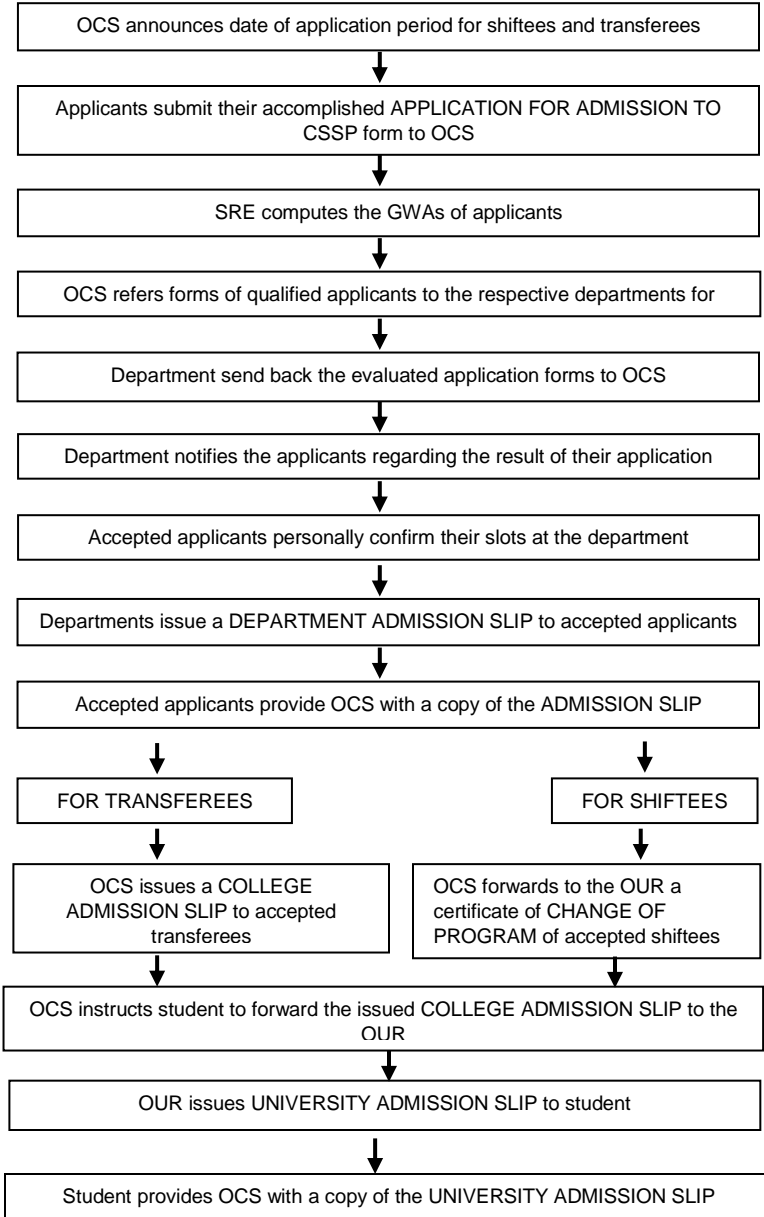 OCS announces date of application period for shiftees and transferees
Applicants submit their accomplished APPLICATION FOR ADMISSION TO
CSSP form to OCS
SRE computes the GWAs of applicants
OCS refers forms of qualified applicants to the respective departments for
Department send back the evaluated application forms to OCS
Department notifies the applicants regarding the result of their application
Accepted applicants personally confirm their slots at the department
Departments issue a DEPARTMENT ADMISSION SLIP to accepted applicants
Accepted applicants provide OCS with a copy of the ADMISSION SLIP
FOR TRANSFEREES
FOR SHIFTEES
OCS issues a COLLEGE
ADMISSION SLIP to accepted
transferees
OCS forwards to the OUR a
certificate of CHANGE OF
PROGRAM of accepted shiftees
OCS instructs student to forward the issued COLLEGE ADMISSION SLIP to the
OUR
OUR issues UNIVERSITY ADMISSION SLIP to student
Student provides OCS with a copy of the UNIVERSITY ADMISSION SLIP